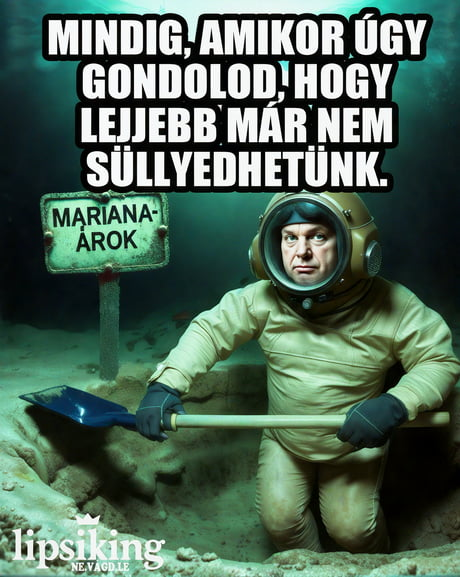 MINDIG, AMIKOR ÚGY
GONDOLOD, HOGY
LEJJEBB MÁR NEM
SÜLLYEDHETÜNK.
MARIANA-
ÁROK
lipsiking
NE.VAGD.LE